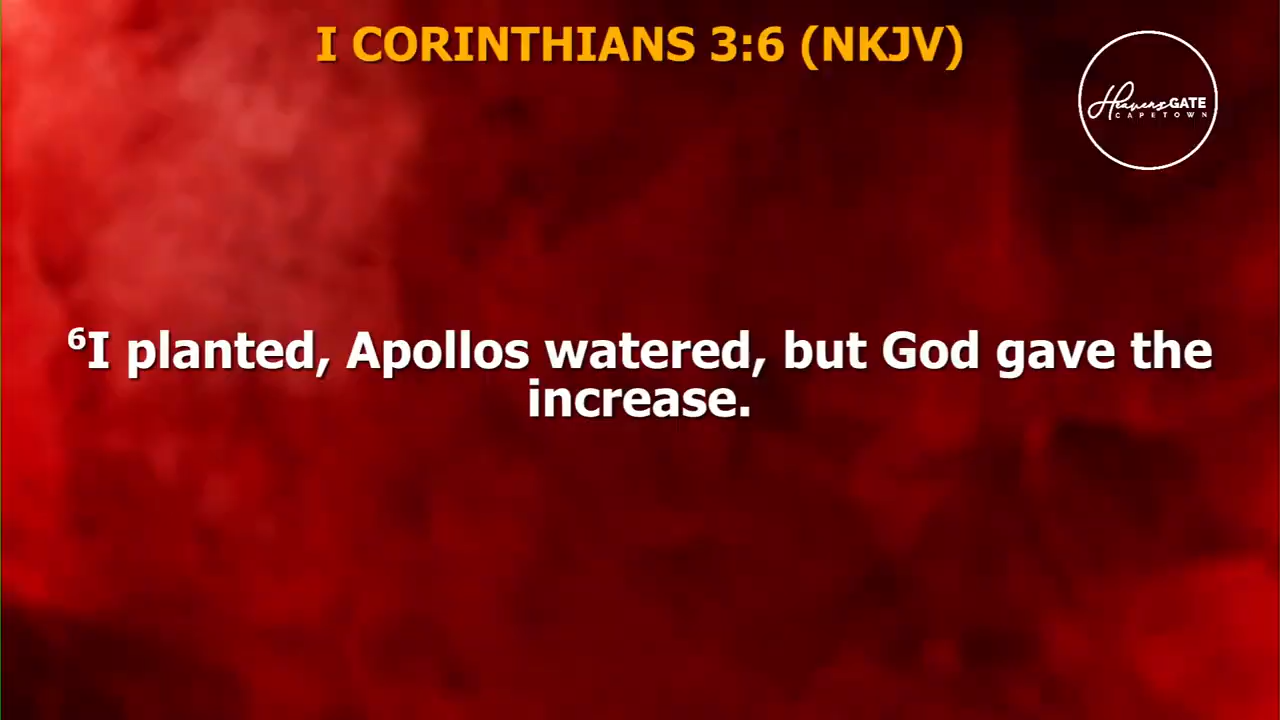 I CORINTHIANS 3:6 (NKJV)
HeavensGATE
CAPETOWN
⁶I planted, Apollos watered, but God gave the
increase.